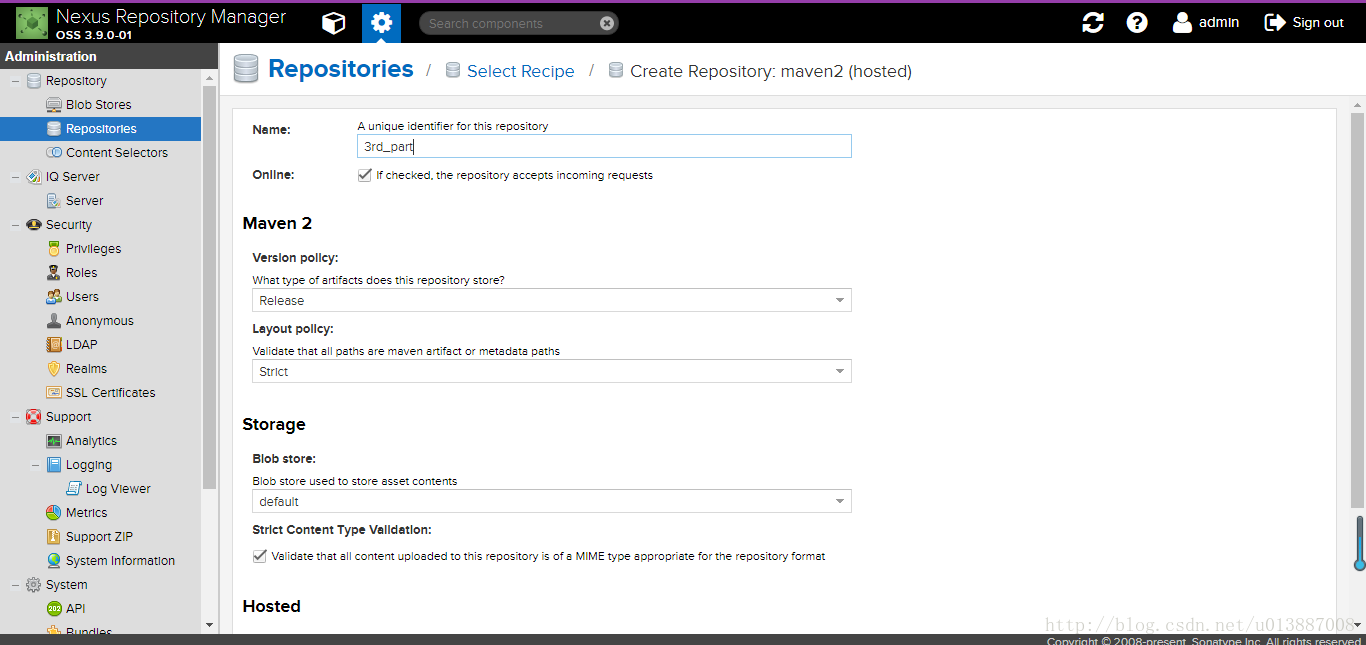 Nexus Repository Manager
OSS 3.9.0-01
Search components
admin
Sign out
Administration
Repository
Blob Stores
Repositories
Content Selectors
IQ Server
Server
Security
Privileges
Roles
Users
Anonymous
LDAP
Realms
SSL Certificates
Support
Analytics
Logging
Log Viewer
Metrics
Support ZIP
System Information
System
API
Bundles
Repositories / Select Recipe / Create Repository: maven2 (hosted)
Name:
A unique identifier for this repository
3rd_part
Online:
If checked, the repository accepts incoming requests
Maven 2
Version policy:
What type of artifacts does this repository store?
Release
Layout policy:
Validate that all paths are maven artifact or metadata paths
Strict
Storage
Blob store:
Blob store used to store asset contents
default
Strict Content Type Validation:
Validate that all content uploaded to this repository is of a MIME type appropriate for the repository format
Hosted
http://blog.csdn.net/u013887008
Copyright © 2008-present, Sonatype Inc. All rights reserved.